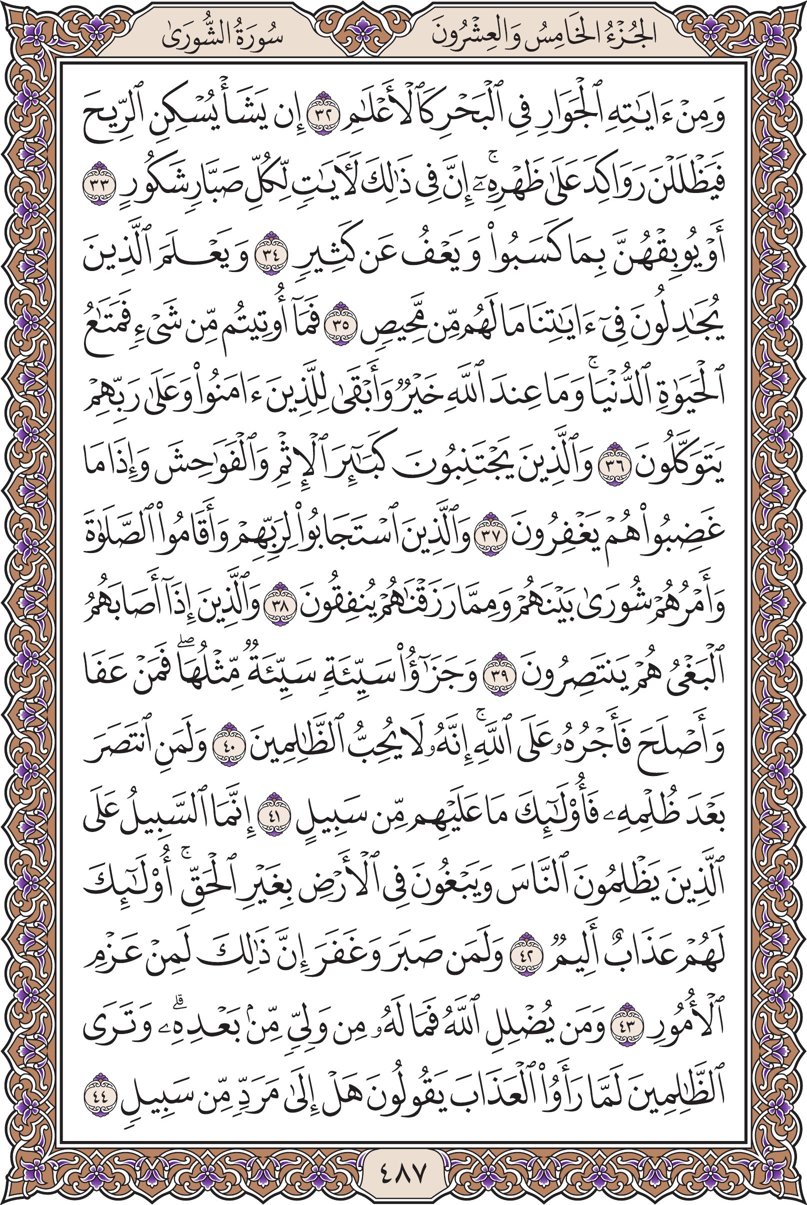 الجُزْءُ الخَامِسُ وَالعِشْرُونَ
سُورَةُ الشُّورَىٰ
وَمِنْ ءَايَـٰتِهِ ٱلْجَوَارِ فِى ٱلْبَحْرِ كَٱلْأَعْلَـٰمِ ٣٢ إِن يَشَأْ يُسْكِنِ ٱلرِّيحَ
فَيَظْلَلْنَ رَوَاكِدَ عَلَىٰ ظَهْرِهِۦٓ ۚ إِنَّ فِى ذَٰلِكَ لَـَٔايَـٰتٍ لِّكُلِّ صَبَّارٍ شَكُورٍ ٣٣
أَوْ يُوبِقْهُنَّ بِمَا كَسَبُوا۟ وَيَعْفُ عَن كَثِيرٍ ٣٤ وَيَعْلَمَ ٱلَّذِينَ
يُجَـٰدِلُونَ فِىٓ ءَايَـٰتِنَا مَا لَهُم مِّن مَّحِيصٍ ٣٥ فَمَآ أُوتِيتُم مِّن شَىْءٍ فَمَتَـٰعُ
ٱلْحَيَوٰةِ ٱلدُّنْيَا ۖ وَمَا عِندَ ٱللَّهِ خَيْرٌ وَأَبْقَىٰ لِلَّذِينَ ءَامَنُوا۟ وَعَلَىٰ رَبِّهِمْ
يَتَوَكَّلُونَ ٣٦ وَٱلَّذِينَ يَجْتَنِبُونَ كَبَـٰٓئِرَ ٱلْإِثْمِ وَٱلْفَوَٰحِشَ وَإِذَا مَا
غَضِبُوا۟ هُمْ يَغْفِرُونَ ٣٧ وَٱلَّذِينَ ٱسْتَجَابُوا۟ لِرَبِّهِمْ وَأَقَامُوا۟ ٱلصَّلَوٰةَ
وَأَمْرُهُمْ شُورَىٰ بَيْنَهُمْ وَمِمَّا رَزَقْنَـٰهُمْ يُنفِقُونَ ٣٨ وَٱلَّذِينَ إِذَآ أَصَابَهُمُ
ٱلْبَغْىُ هُمْ يَنتَصِرُونَ ٣٩ وَجَزَٰٓؤُا۟ سَيِّئَةٍ سَيِّئَةٌ مِّثْلُهَا ۖ فَمَنْ عَفَا
وَأَصْلَحَ فَأَجْرُهُۥ عَلَى ٱللَّهِ ۚ إِنَّهُۥ لَا يُحِبُّ ٱلظَّـٰلِمِينَ ٤٠ وَلَمَنِ ٱنتَصَرَ
بَعْدَ ظُلْمِهِۦ فَأُو۟لَـٰٓئِكَ مَا عَلَيْهِم مِّن سَبِيلٍ ٤١ إِنَّمَا ٱلسَّبِيلُ عَلَى
ٱلَّذِينَ يَظْلِمُونَ ٱلنَّاسَ وَيَبْغُونَ فِى ٱلْأَرْضِ بِغَيْرِ ٱلْحَقِّ ۚ أُو۟لَـٰٓئِكَ
لَهُمْ عَذَابٌ أَلِيمٌ ٤٢ وَلَمَن صَبَرَ وَغَفَرَ إِنَّ ذَٰلِكَ لَمِنْ عَزْمِ
ٱلْأُمُورِ ٤٣ وَمَن يُضْلِلِ ٱللَّهُ فَمَا لَهُۥ مِن وَلِىٍّ مِّنۢ بَعْدِهِۦ ۗ وَتَرَى
ٱلظَّـٰلِمِينَ لَمَّا رَأَوُا۟ ٱلْعَذَابَ يَقُولُونَ هَلْ إِلَىٰ مَرَدٍّ مِّن سَبِيلٍ ٤٤
٤٨٧